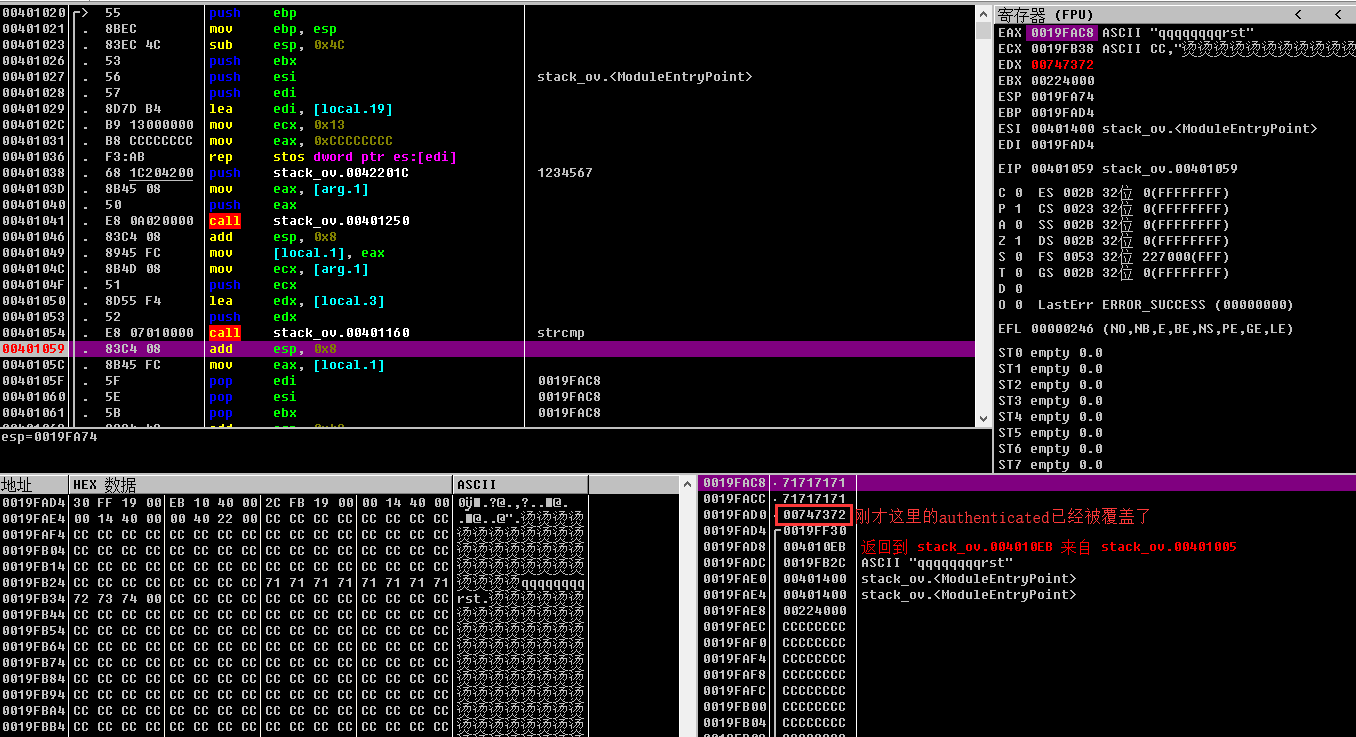 00401020 ┌> 55 push ebp
00401021 │. 8BEC mov ebp, esp
00401023 │. 83EC 4C sub esp, 0x4C
00401026 │. 53 push ebx
00401027 │. 56 push esi stack_ov.<ModuleEntryPoint>
00401028 │. 57 push edi
00401029 │. 8D7D B4 lea edi, [local.19]
0040102C │. B9 13000000 mov ecx, 0x13
00401031 │. B8 CCCCCCCC mov eax, 0xCCCCCCCC
00401036 │. F3:AB rep stos dword ptr es:[edi]
00401038 │. 68 1C204200 push stack_ov.0042201C 1234567
0040103D │. 8B45 08 mov eax, [arg.1]
00401040 │. 50 push eax
00401041 │. E8 0A020000 call stack_ov.00401250
00401046 │. 83C4 08 add esp, 0x8
00401049 │. 8945 FC mov [local.1], eax
0040104C │. 8B4D 08 mov ecx, [arg.1]
0040104F │. 51 push ecx
00401050 │. 8D55 F4 lea edx, [local.3]
00401053 │. 52 push edx
00401054 │. E8 07010000 call stack_ov.00401160 strcmp
00401059 │. 83C4 08 add esp, 0x8
0040105C │. 8B45 FC mov eax, [local.1]
0040105F │. 5F pop edi 0019FAC8
00401060 │. 5E pop esi 0019FAC8
00401061 │. 5B pop ebx 0019FAC8
esp=0019FA74
寄存器 (FPU) < <
EAX 0019FAC8 ASCII "qqqqqqqqrst"
ECX 0019FB38 ASCII CC,"烫烫烫烫烫烫烫烫烫烫烫
EDX 00747372
EBX 00224000
ESP 0019FA74
EBP 0019FAD4
ESI 00401400 stack_ov.<ModuleEntryPoint>
EDI 0019FAD4
EIP 00401059 stack_ov.00401059
C 0 ES 002B 32位 0(FFFFFFFF)
P 1 CS 0023 32位 0(FFFFFFFF)
A 0 SS 002B 32位 0(FFFFFFFF)
Z 1 DS 002B 32位 0(FFFFFFFF)
S 0 FS 0053 32位 227000(FFF)
T 0 GS 002B 32位 0(FFFFFFFF)
D 0
O 0 LastErr ERROR_SUCCESS (00000000)
EFL 00000246 (NO,NB,E,BE,NS,PE,GE,LE)
ST0 empty 0.0
ST1 empty 0.0
ST2 empty 0.0
ST3 empty 0.0
ST4 empty 0.0
ST5 empty 0.0
ST6 empty 0.0
ST7 empty 0.0
地址 HEX 数据 ASCII
0019FAD4 30 FF 19 00 EB 10 40 00 2C FB 19 00 00 14 40 00
0019FAE4 00 14 40 00 00 40 22 00 CC CC CC CC CC CC CC CC
0019FAF4 CC CC CC CC CC CC CC CC CC CC CC CC CC CC CC CC 烫烫烫烫烫烫烫烫
0019FB04 CC CC CC CC CC CC CC CC CC CC CC CC CC CC CC CC 烫烫烫烫烫烫烫烫
0019FB14 CC CC CC CC CC CC CC CC CC CC CC CC CC CC CC CC 烫烫烫烫烫烫烫烫
0019FB24 CC CC CC CC CC CC CC CC 71 71 71 71 71 71 71 71 烫烫烫烫qqqqqqqq
0019FB34 72 73 74 00 CC CC CC CC CC CC CC CC CC CC CC CC rst.烫烫烫烫烫烫
0019FB44 CC CC CC CC CC CC CC CC CC CC CC CC CC CC CC CC 烫烫烫烫烫烫烫烫
0019FB54 CC CC CC CC CC CC CC CC CC CC CC CC CC CC CC CC 烫烫烫烫烫烫烫烫
0019FB64 CC CC CC CC CC CC CC CC CC CC CC CC CC CC CC CC 烫烫烫烫烫烫烫烫
0019FB74 CC CC CC CC CC CC CC CC CC CC CC CC CC CC CC CC 烫烫烫烫烫烫烫烫
0019FB84 CC CC CC CC CC CC CC CC CC CC CC CC CC CC CC CC 烫烫烫烫烫烫烫烫
0019FB94 CC CC CC CC CC CC CC CC CC CC CC CC CC CC CC CC 烫烫烫烫烫烫烫烫
0019FBA4 CC CC CC CC CC CC CC CC CC CC CC CC CC CC CC CC 烫烫烫烫烫烫烫烫
0019FBB4 CC CC CC CC CC CC CC CC CC CC CC CC CC CC CC CC 烫烫烫烫烫烫烫烫
0019FAC8 71717171
0019FACC 71717171
0019FAD0 00747372 刚才这里的authenticated已经被覆盖了
0019FAD4 0019FF30
0019FAD8 004010EB 返回到 stack_ov.004010EB 来自 stack_ov.00401005
0019FADC 0019FB2C ASCII "qqqqqqqqrst"
0019FAE0 00401400 stack_ov.<ModuleEntryPoint>
0019FAE4 00401400 stack_ov.<ModuleEntryPoint>
0019FAE8 00224000
0019FAEC CCCCCCCC
0019FAF0 CCCCCCCC
0019FAF4 CCCCCCCC
0019FAF8 CCCCCCCC
0019FAFC CCCCCCCC
0019FB00 CCCCCCCC
0019FB04 CCCCCCCC